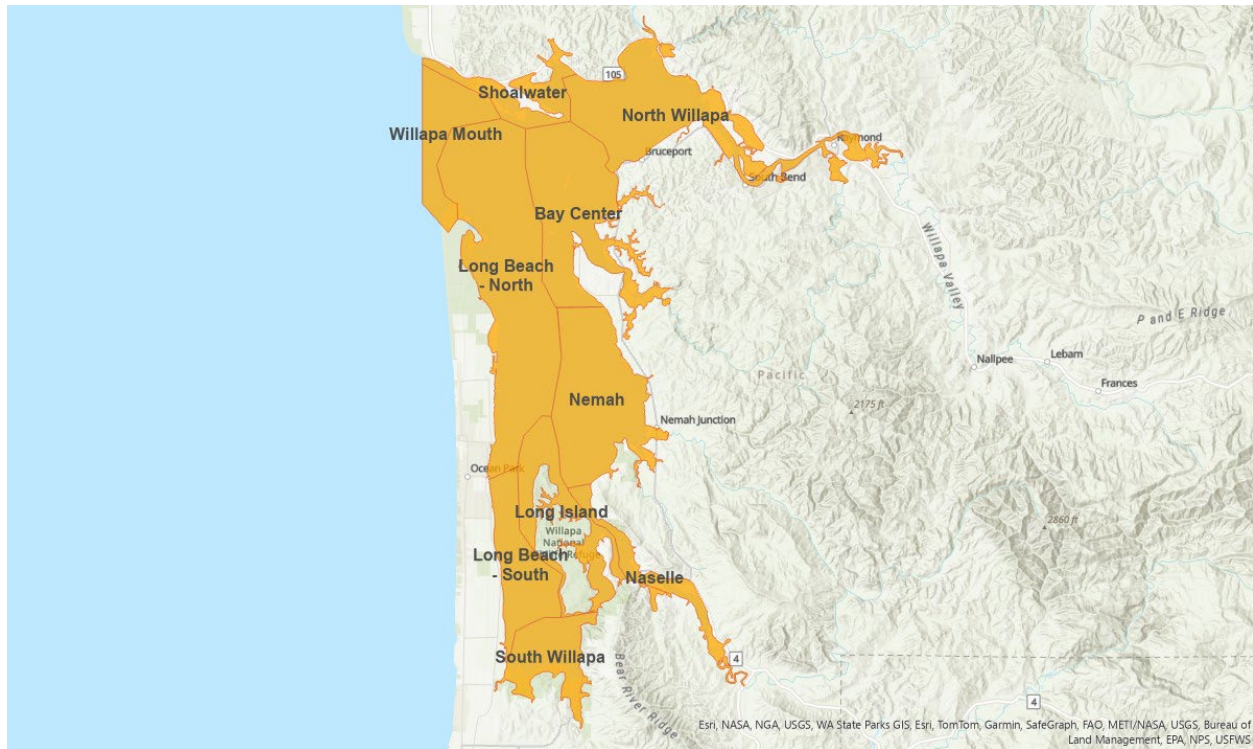 105
Shoalwater
North Willapa
Willapa Mouth
Raymond
Bruceport
South Bend
Bay Center
Willapa Valley
Long Beach
- North
P and E Ridge
Nallpee
Lebam
Pacific
Frances
Nemah
2175 ft
Nemah Junction
Ocean Park
Long Island
Willapa
National
Wildlife Refuge
2860 ft
Long Beach
- South
Naselle
South Willapa
4
Bear River Ridge
4
Esri, NASA, NGA, USGS, WA State Parks GIS, Esri, TomTom, Garmin, SafeGraph, FAO, METI/NASA, USGS, Bureau of
Land Management, EPA, NPS, USFWS